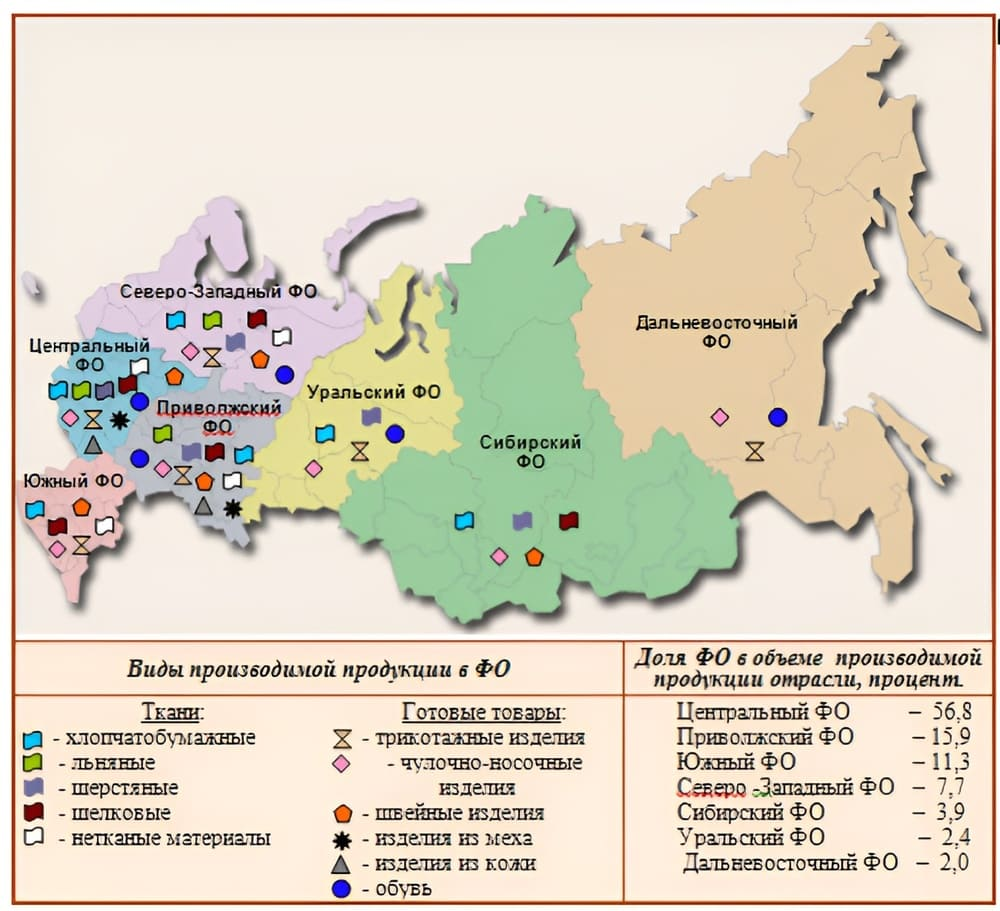 Северо-Западный ФО
Центральный
ФО
Дальневосточный
ФО
Уральский ФО
Приволжский
ФО
Сибирский
ФО
Южный ФО
Виды производимой продукции в ФО
Ткани:
- хлопчатобумажные
- льняные
- шерстяные
- шелковые
- нетканые материалы
Готовые товары:
- трикотажные изделия
- чулочно-носочные
изделия
- швейные изделия
- изделия из меха
- изделия из кожи
- обувь
Доля ФО в объеме производимой
продукции отрасли, процент.
Центральный ФО – 56,8
Приволжский ФО – 15,9
Южный ФО – 11,3
Северо -Западный ФО – 7,7
Сибирский ФО – 3,9
Уральский ФО – 2,4
Дальневосточный ФО – 2,0